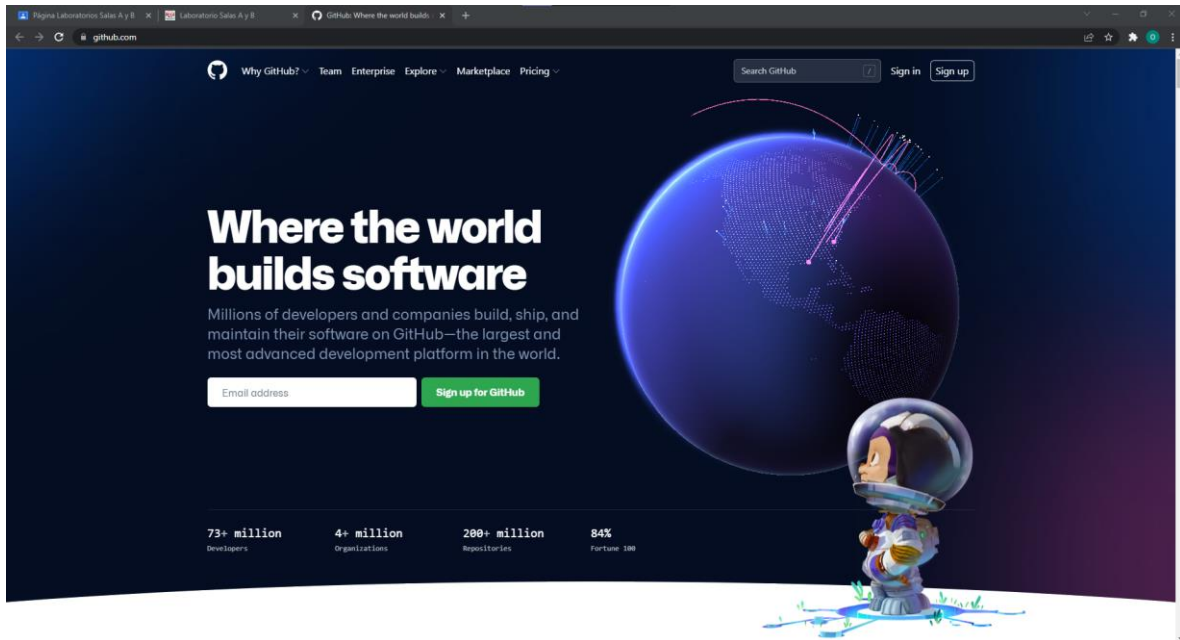 Página Laboratorios Salas A y B
Laboratorio Salas A y B
GitHub: Where the world builds
github.com
Why GitHub? Team Enterprise Explore Marketplace Pricing
Search GitHub
/
Sign in
Sign up
Where the world
builds software
Millions of developers and companies build, ship, and
maintain their software on GitHub—the largest and
most advanced development platform in the world.
Email address
Sign up for GitHub
73+ million 4+ million 200+ million 84%
Developers Organizations Repositories Fortune 100